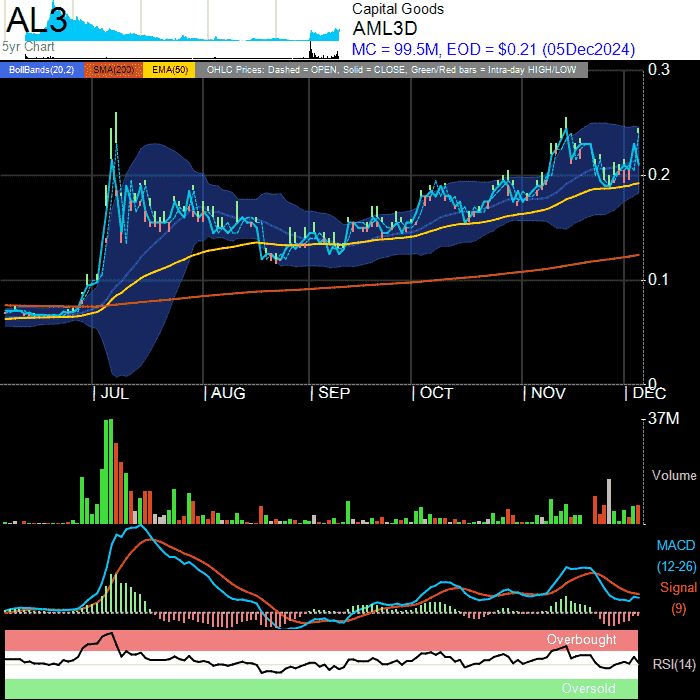 AL3
Capital Goods
AML3D
MC = 99.5M, EOD = $0.21 (05Dec2024)
5yr Chart
BollBands(20,2) SMA(200) EMA(50) OHLC Prices: Dashed = OPEN, Solid = CLOSE, Green/Red bars = Intra-day HIGH/LOW
0.3
0.2
0.1
0
| JUL | AUG | SEP | OCT | NOV | DEC
37M
Volume
MACD
(12-26)
Signal
(9)
Overbought
RSI(14)
Oversold